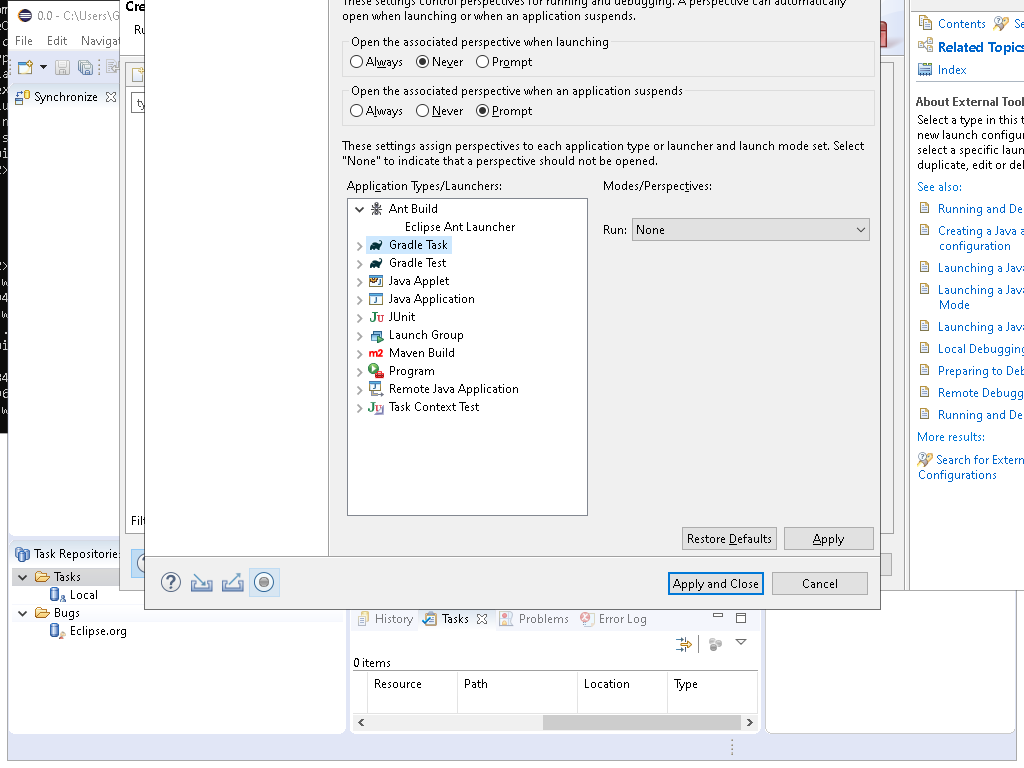 0.0 - C:\Users\G
File Edit Naviga
Synchronize
Cre
Ru
ty
Filt
These settings control perspectives for running and debugging. A perspective can automatically
open when launching or when an application suspends.
Open the associated perspective when launching
Always Never Prompt
Open the associated perspective when an application suspends
Always Never Prompt
These settings assign perspectives to each application type or launcher and launch mode set. Select
"None" to indicate that a perspective should not be opened.
Application Types/Launchers:
Modes/Perspectives:
Ant Build
Eclipse Ant Launcher
Gradle Task
Gradle Test
Java Applet
Java Application
JUnit
Launch Group
Maven Build
Program
Remote Java Application
Task Context Test
Run: None
Restore Defaults Apply
Apply and Close Cancel
Contents Se
Related Topics
Index
About External Tool
Select a type in this t
new launch configur
select a specific laun
duplicate, edit or del
See also:
Running and De
Creating a Java a
configuration
Launching a Java
Launching a Java
Mode
Launching a Java
Local Debugging
Preparing to Deb
Remote Debugg
Running and De
More results:
Search for Extern
Configurations
Task Repositories
Tasks
Local
Bugs
Eclipse.org
History Tasks Problems Error Log
0 items
Resource Path Location Type